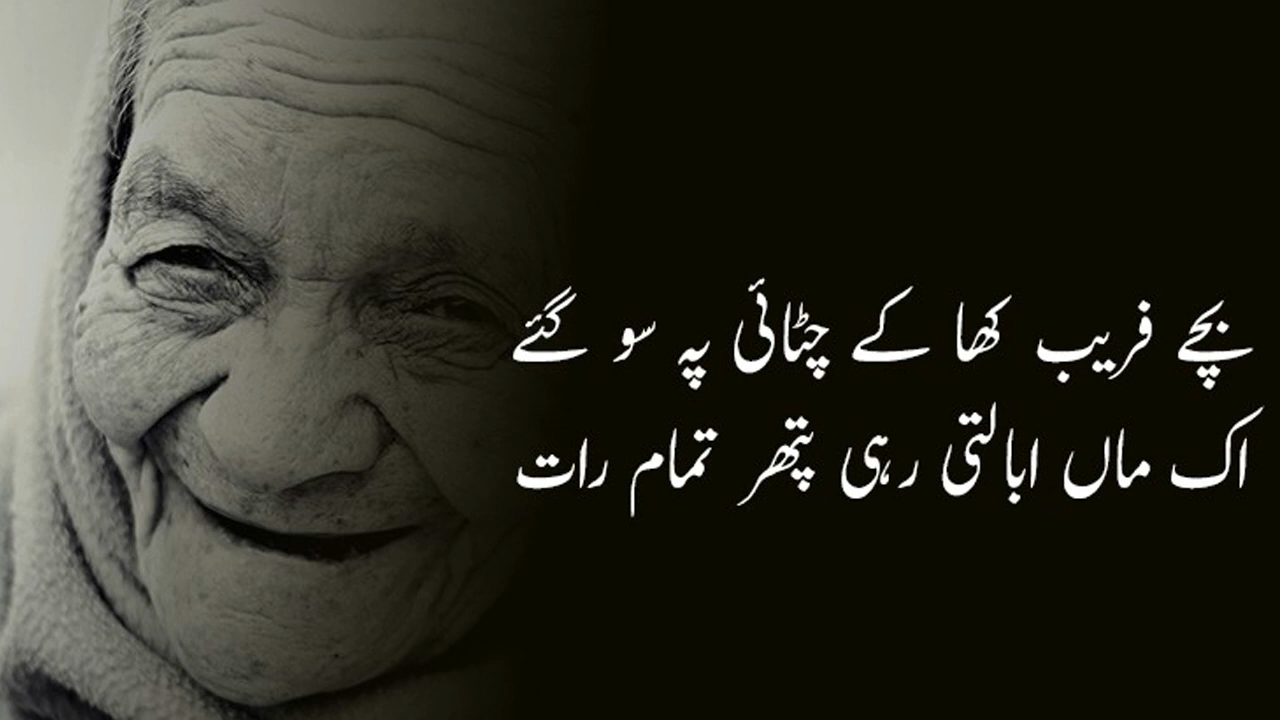 بچے فریب کھا کے چٹائی پہ سو گئے
اک ماں ابالتی رہی پتھر تمام رات